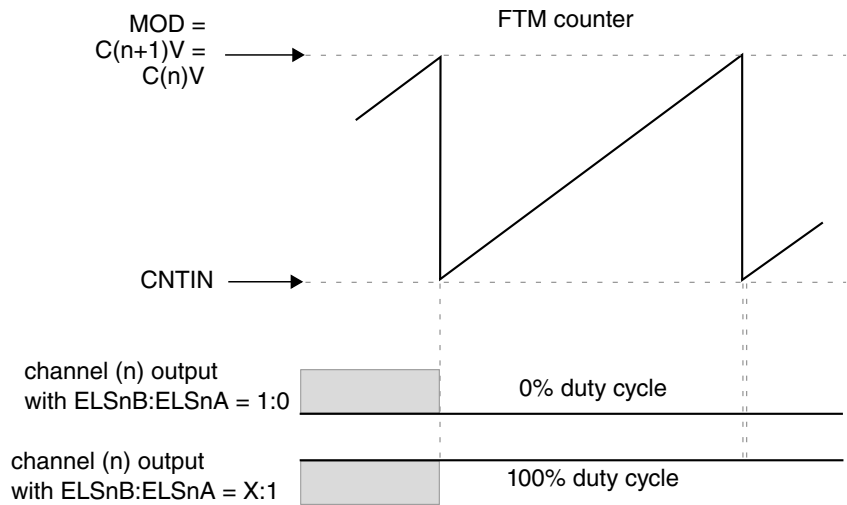 FTM counter
MOD =
C(n+1)V =
C(n)V
CNTIN
channel (n) output
with ELSnB:ELSnA = 1:0
0% duty cycle
channel (n) output
with ELSnB:ELSnA = X:1
100% duty cycle